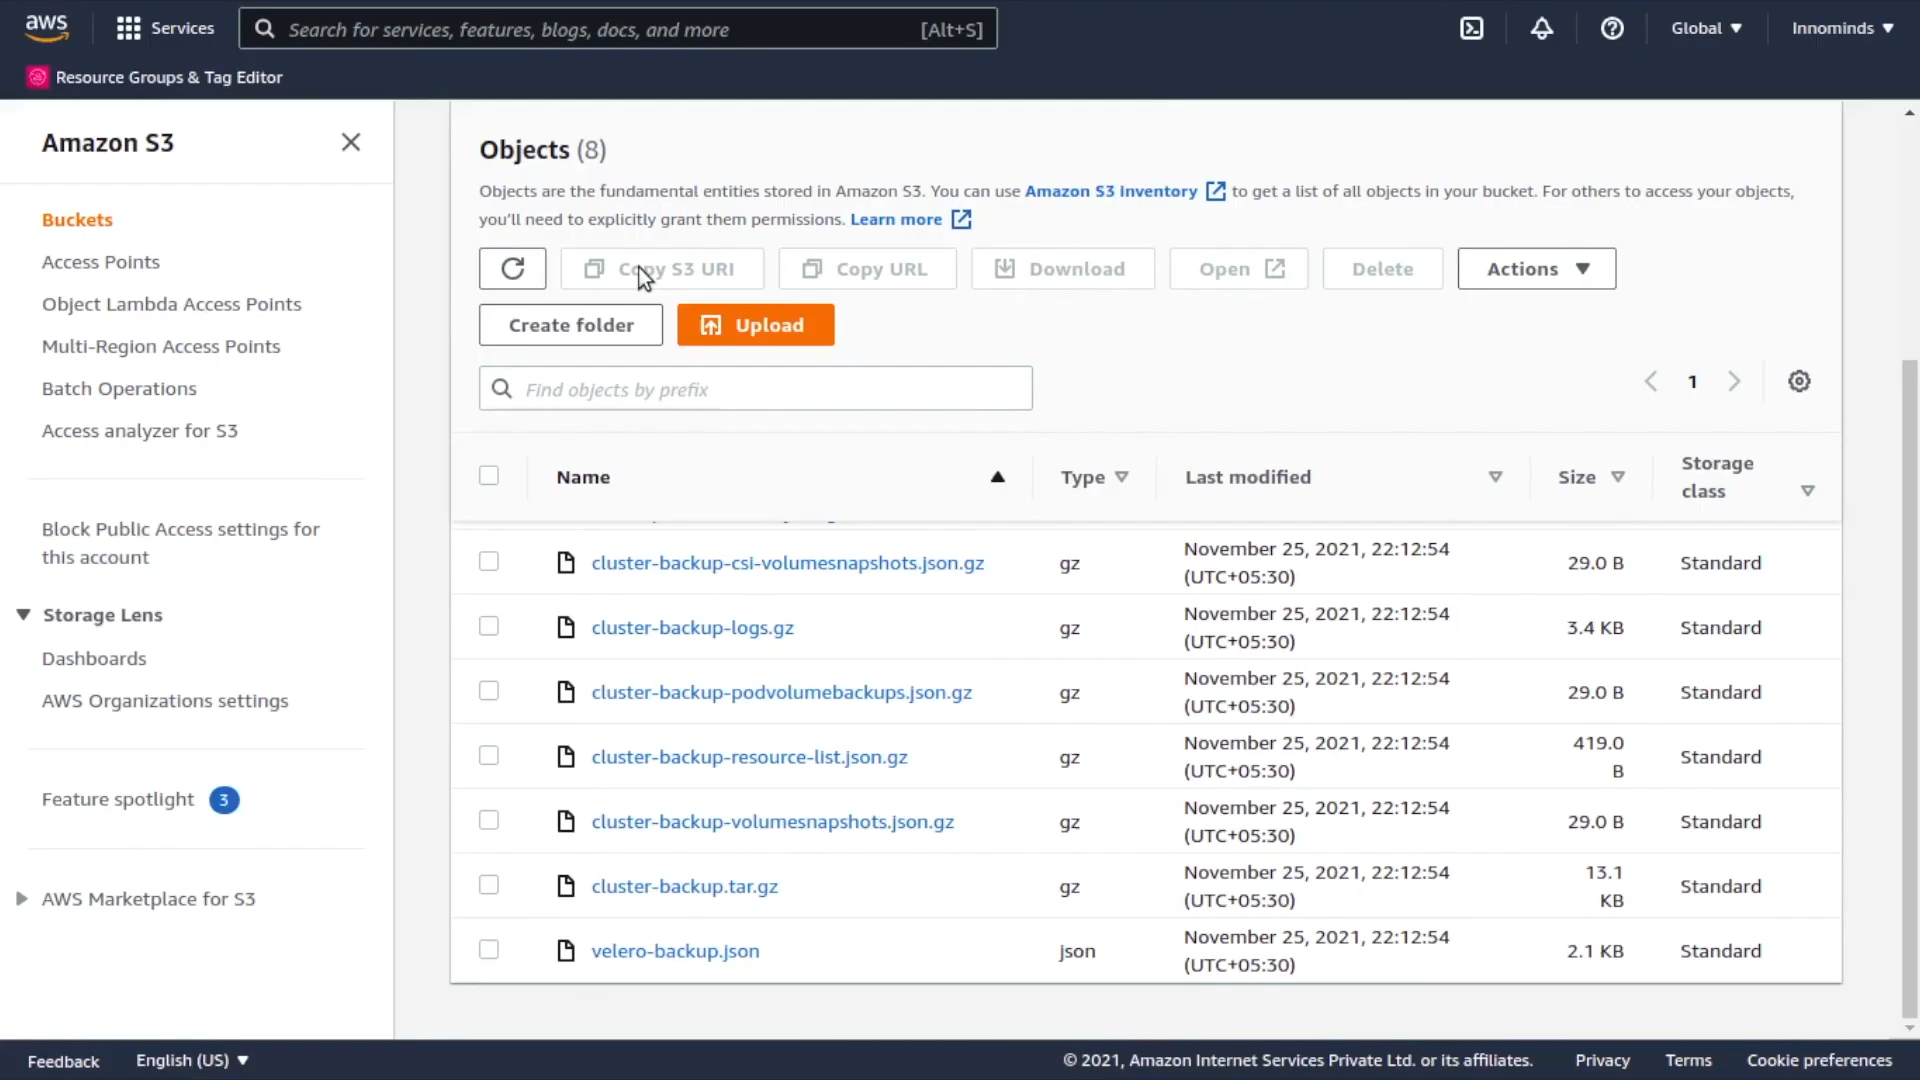 aws
Services
Search for services, features, blogs, docs, and more
[Alt+S]
Global
Innominds
Resource Groups & Tag Editor
Amazon S3
Buckets
Access Points
Object Lambda Access Points
Multi-Region Access Points
Batch Operations
Access analyzer for S3
Block Public Access settings for
this account
Storage Lens
Dashboards
AWS Organizations settings
Feature spotlight 3
AWS Marketplace for S3
Objects (8)
Objects are the fundamental entities stored in Amazon S3. You can use Amazon S3 inventory to get a list of all objects in your bucket. For others to access your objects,
you'll need to explicitly grant them permissions. Learn more
Copy S3 URI
Copy URL
Download
Open
Delete
Actions
Create folder
Upload
Find objects by prefix
1
Name
Type
Last modified
Size
Storage
class
cluster-backup-csi-volumesnapshots.json.gz
gz
November 25, 2021, 22:12:54
(UTC+05:30)
29.0 B
Standard
cluster-backup-logs.gz
gz
November 25, 2021, 22:12:54
(UTC+05:30)
3.4 KB
Standard
cluster-backup-podvolumebackups.json.gz
gz
November 25, 2021, 22:12:54
(UTC+05:30)
29.0 B
Standard
cluster-backup-resource-list.json.gz
gz
November 25, 2021, 22:12:54
(UTC+05:30)
419.0
B
Standard
cluster-backup-volumesnapshots.json.gz
gz
November 25, 2021, 22:12:54
(UTC+05:30)
29.0 B
Standard
cluster-backup.tar.gz
gz
November 25, 2021, 22:12:54
(UTC+05:30)
13.1
KB
Standard
velero-backup.json
json
November 25, 2021, 22:12:54
(UTC+05:30)
2.1 KB
Standard
Feedback
English (US)
© 2021, Amazon Internet Services Private Ltd. or its affiliates.
Privacy
Terms
Cookie preferences